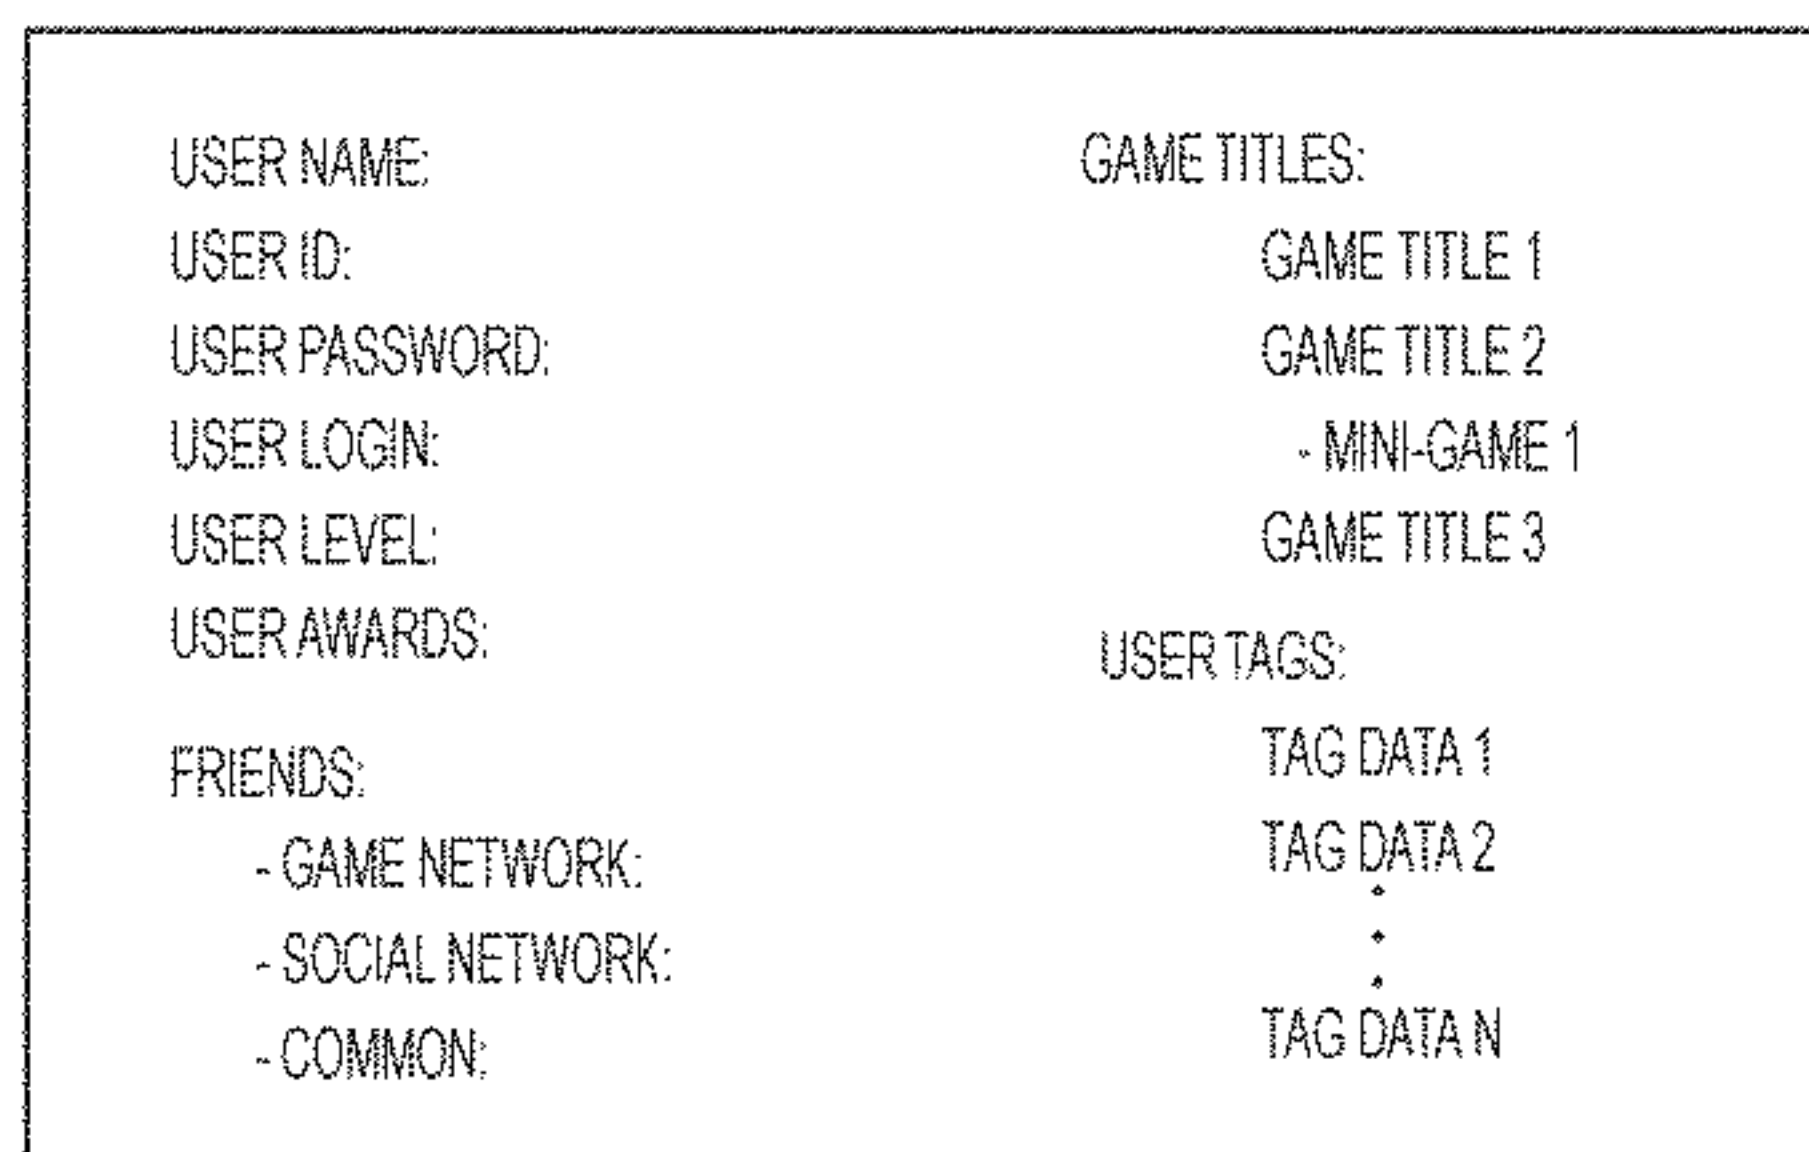 USER NAME:
USER ID:
USER PASSWORD:
USER LOGIN:
USER LEVEL:
USER AWARDS:
FRIENDS:
- GAME NETWORK:
- SOCIAL NETWORK:
- COMMON:
GAME TITLES:
GAME TITLE 1
GAME TITLE 2
- MINI-GAME 1
GAME TITLE 3
USER TAGS:
TAG DATA 1
TAG DATA 2
TAG DATA N